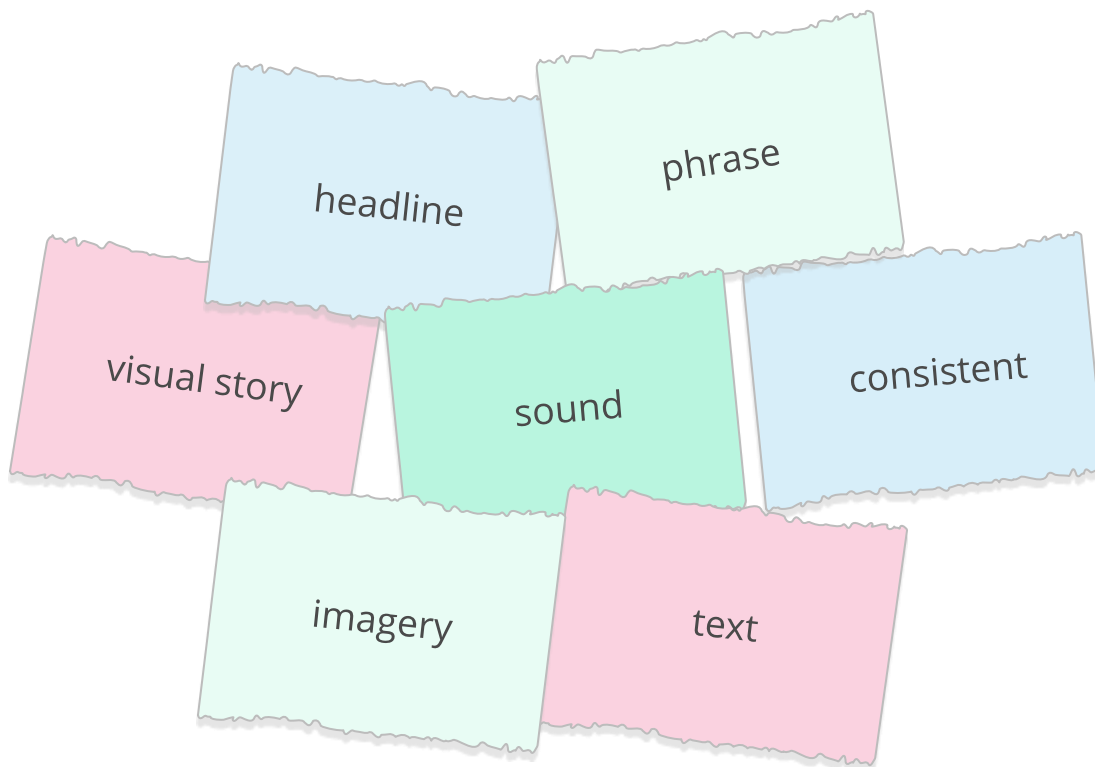 headline
phrase
visual story
sound
consistent
imagery
text